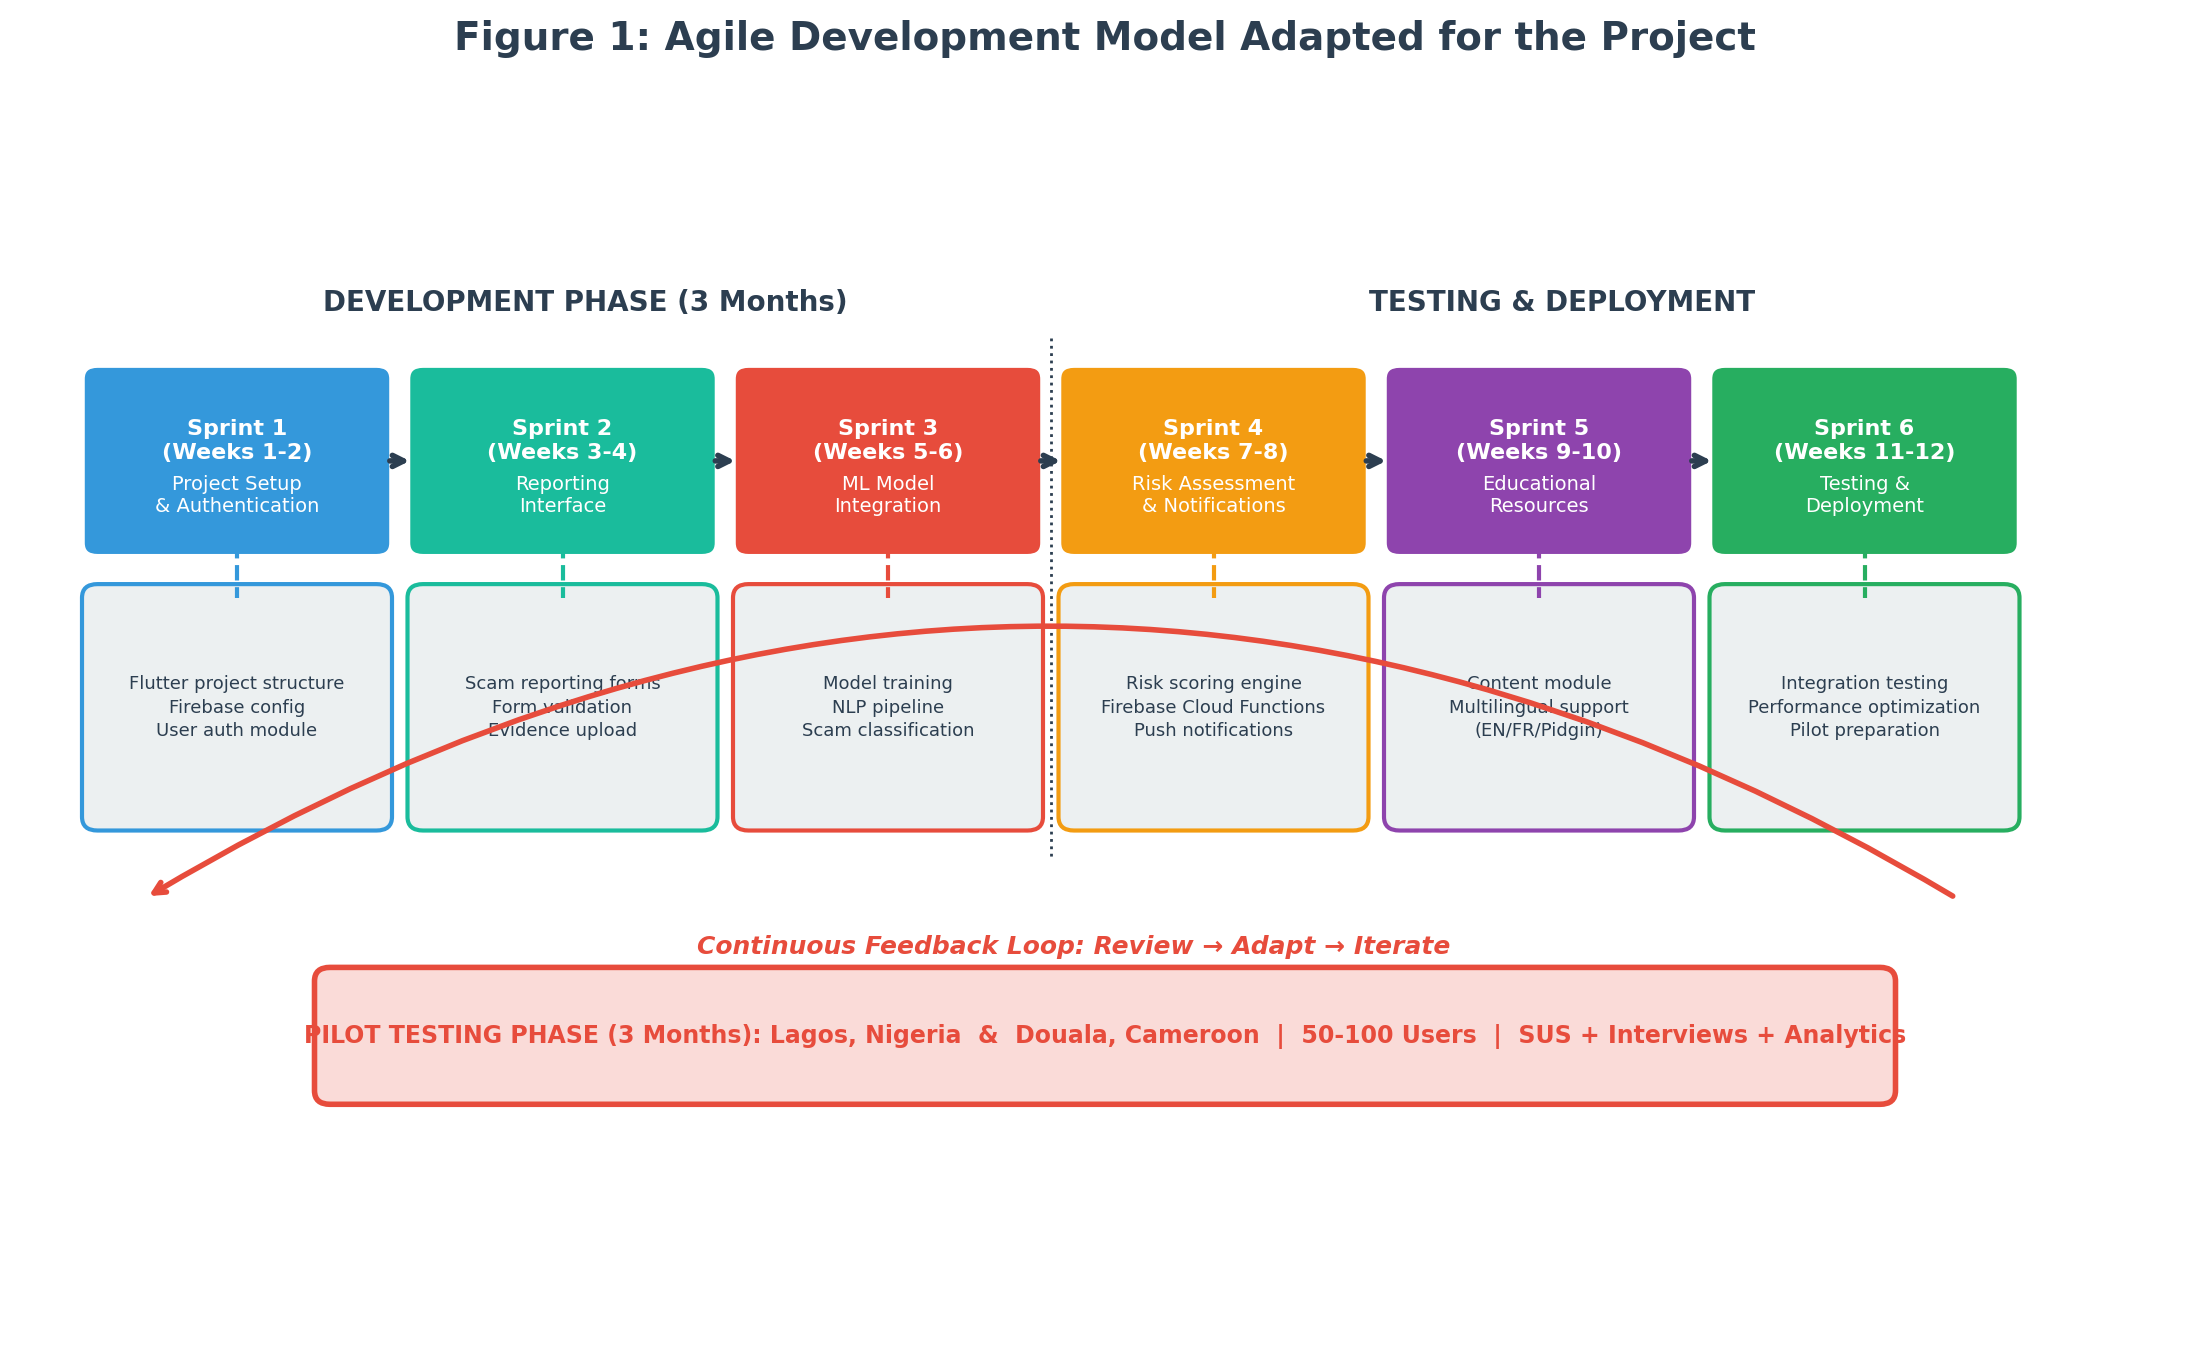 Figure 1: Agile Development Model Adapted for the Project
DEVELOPMENT PHASE (3 Months)
TESTING & DEPLOYMENT
Sprint 1
(Weeks 1-2)
Project Setup
& Authentication
Sprint 2
(Weeks 3-4)
Reporting
Interface
Sprint 3
(Weeks 5-6)
ML Model
Integration
Sprint 4
(Weeks 7-8)
Risk Assessment
& Notifications
Sprint 5
(Weeks 9-10)
Educational
Resources
Sprint 6
(Weeks 11-12)
Testing &
Deployment
Flutter project structure
Firebase config
User auth module
Scam reporting forms
Form validation
Evidence upload
Model training
NLP pipeline
Scam classification
Risk scoring engine
Firebase Cloud Functions
Push notifications
Content module
Multilingual support
(EN/FR/Pidgin)
Integration testing
Performance optimization
Pilot preparation
Continuous Feedback Loop: Review → Adapt → Iterate
PILOT TESTING PHASE (3 Months): Lagos, Nigeria & Douala, Cameroon | 50-100 Users | SUS + Interviews + Analytics